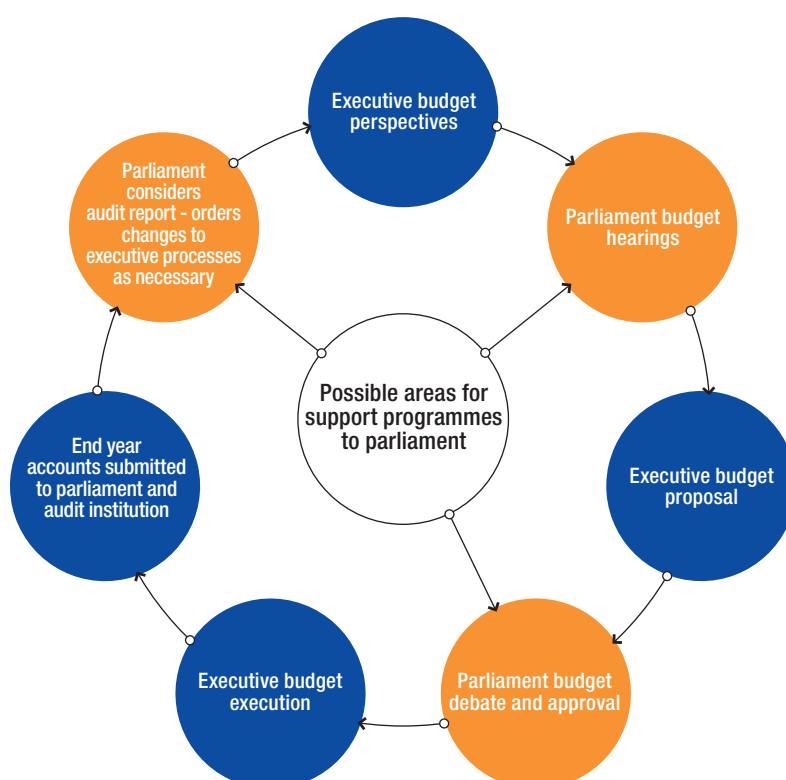 Executive budget
perspectives
Parliament
considers
audit report - orders
changes to
executive processes
as necessary
Parliament budget
hearings
Possible areas for
support programmes
to parliament
End year
accounts submitted
to parliament and
audit institution
Executive budget
proposal
Executive budget
execution
Parliament budget
debate and approval